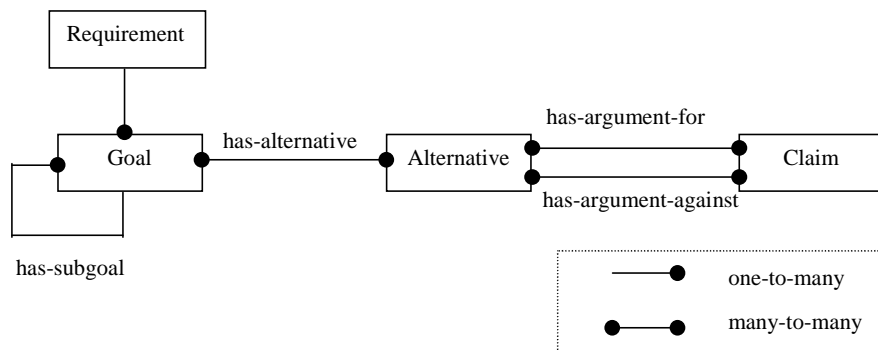 Requirement
has-argument-for
has-alternative
Goal
Alternative
Claim
has-argument-against
has-subgoal
one-to-many
many-to-many